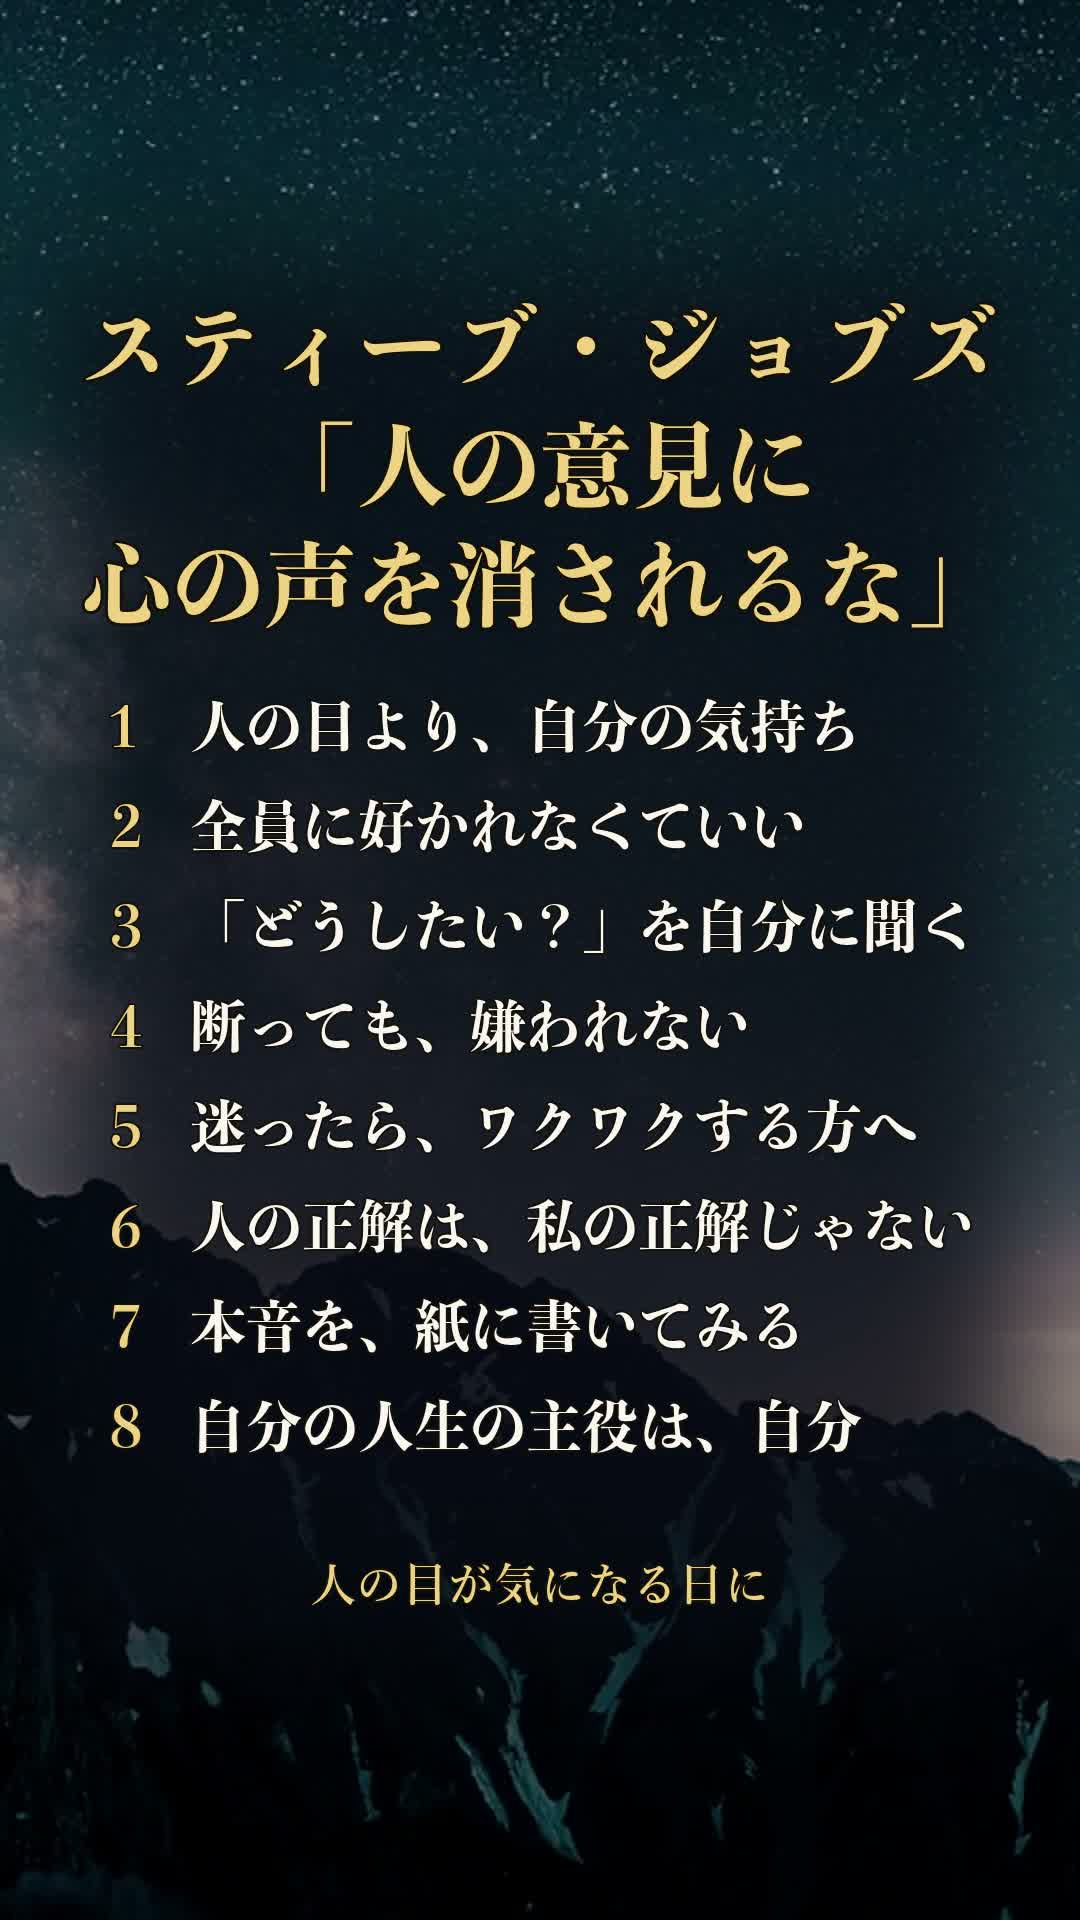 スティーブ・ジョブズ
「人の意見に
心の声を消されるな」
1 人の目より、自分の気持ち
2 全員に好かれなくていい
3 「どうしたい？」を自分に聞く
4 断っても、嫌われない
5 迷ったら、ワクワクする方へ
6 人の正解は、私の正解じゃない
7 本音を、紙に書いてみる
8 自分の人生の主役は、自分
人の目が気になる日に